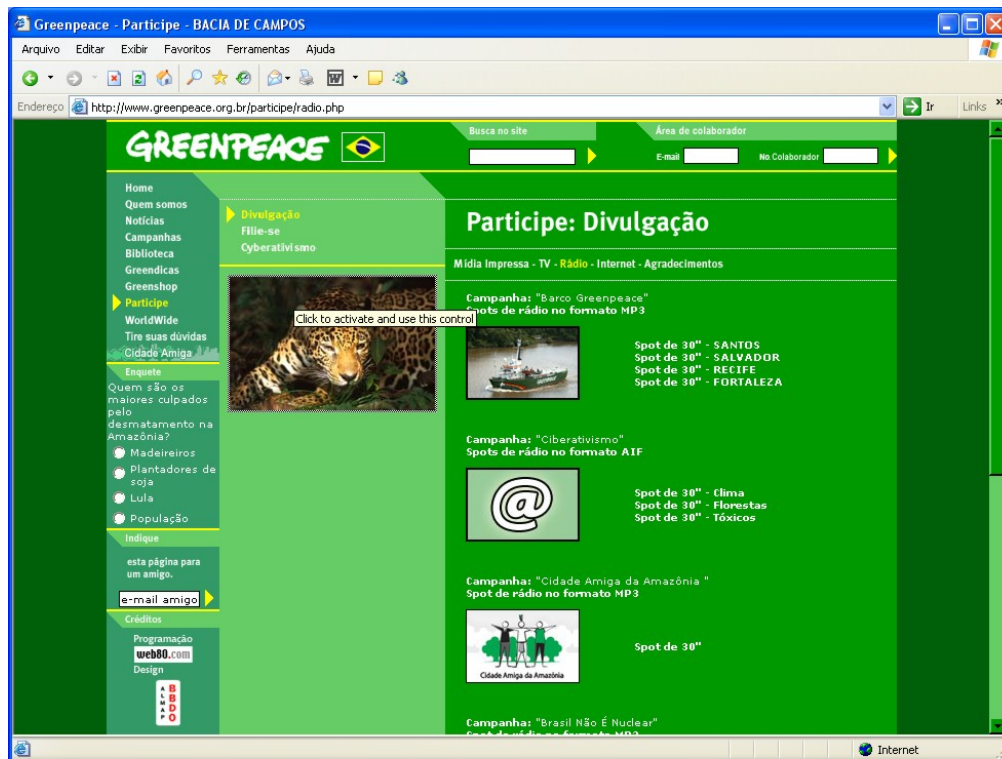 Greenpeace - Participe - BACIA DE CAMPOS
Arquivo Editar Exibir Favoritos Ferramentas Ajuda
Endereço http://www.greenpeace.org.br/participe/radio.php Ir Links »
GREENPEACE
Busca no site
Área de colaborador
E-mail No. Colaborador
Home
Quem somos
Notícias
Campanhas
Biblioteca
Greendicas
Greenshop
Participe
WorldWide
Tire suas dúvidas
Cidade Amiga
Enquete
Quem são os
maiores culpados
pelo
desmatamento na
Amazônia?
Madeireiros
Plantadores de
soja
Lula
População
Indique
esta página para
um amigo.
e-mail amigo
Créditos
Programação
web80.com
Design
ALMAP
BBDO
Divulgação
Filie-se
Cyberativismo
Click to activate and use this control
Participe: Divulgação
Mídia Impressa - TV - Rádio - Internet - Agradecimentos
Campanha: "Barco Greenpeace"
Spots de rádio no formato MP3
Spot de 30" - SANTOS
Spot de 30" - SALVADOR
Spot de 30" - RECIFE
Spot de 30" - FORTALEZA
Campanha: "Ciberativismo"
Spots de rádio no formato AIF
@
Spot de 30" - Clima
Spot de 30" - Florestas
Spot de 30" - Tóxicos
Campanha: "Cidade Amiga da Amazônia "
Spot de rádio no formato MP3
Cidade Amiga da Amazônia
Spot de 30"
Campanha: "Brasil Não É Nuclear"
Spot de rádio no formato MP3
Internet